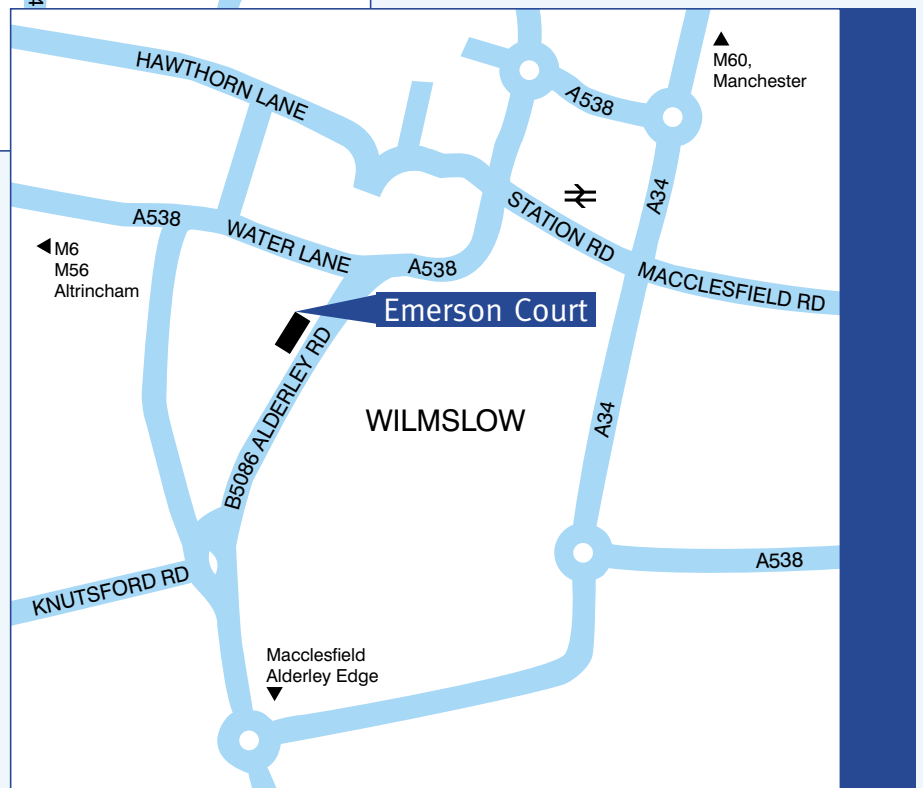 M60,
Manchester
HAWTHORN LANE
A538
A34
A538
WATER LANE
STATION RD
M6
M56
Altrincham
A538
MACCLESFIELD RD
Emerson Court
B5086 ALDERLEY RD
WILMSLOW
A34
A538
KNUTSFORD RD
Macclesfield
Alderley Edge